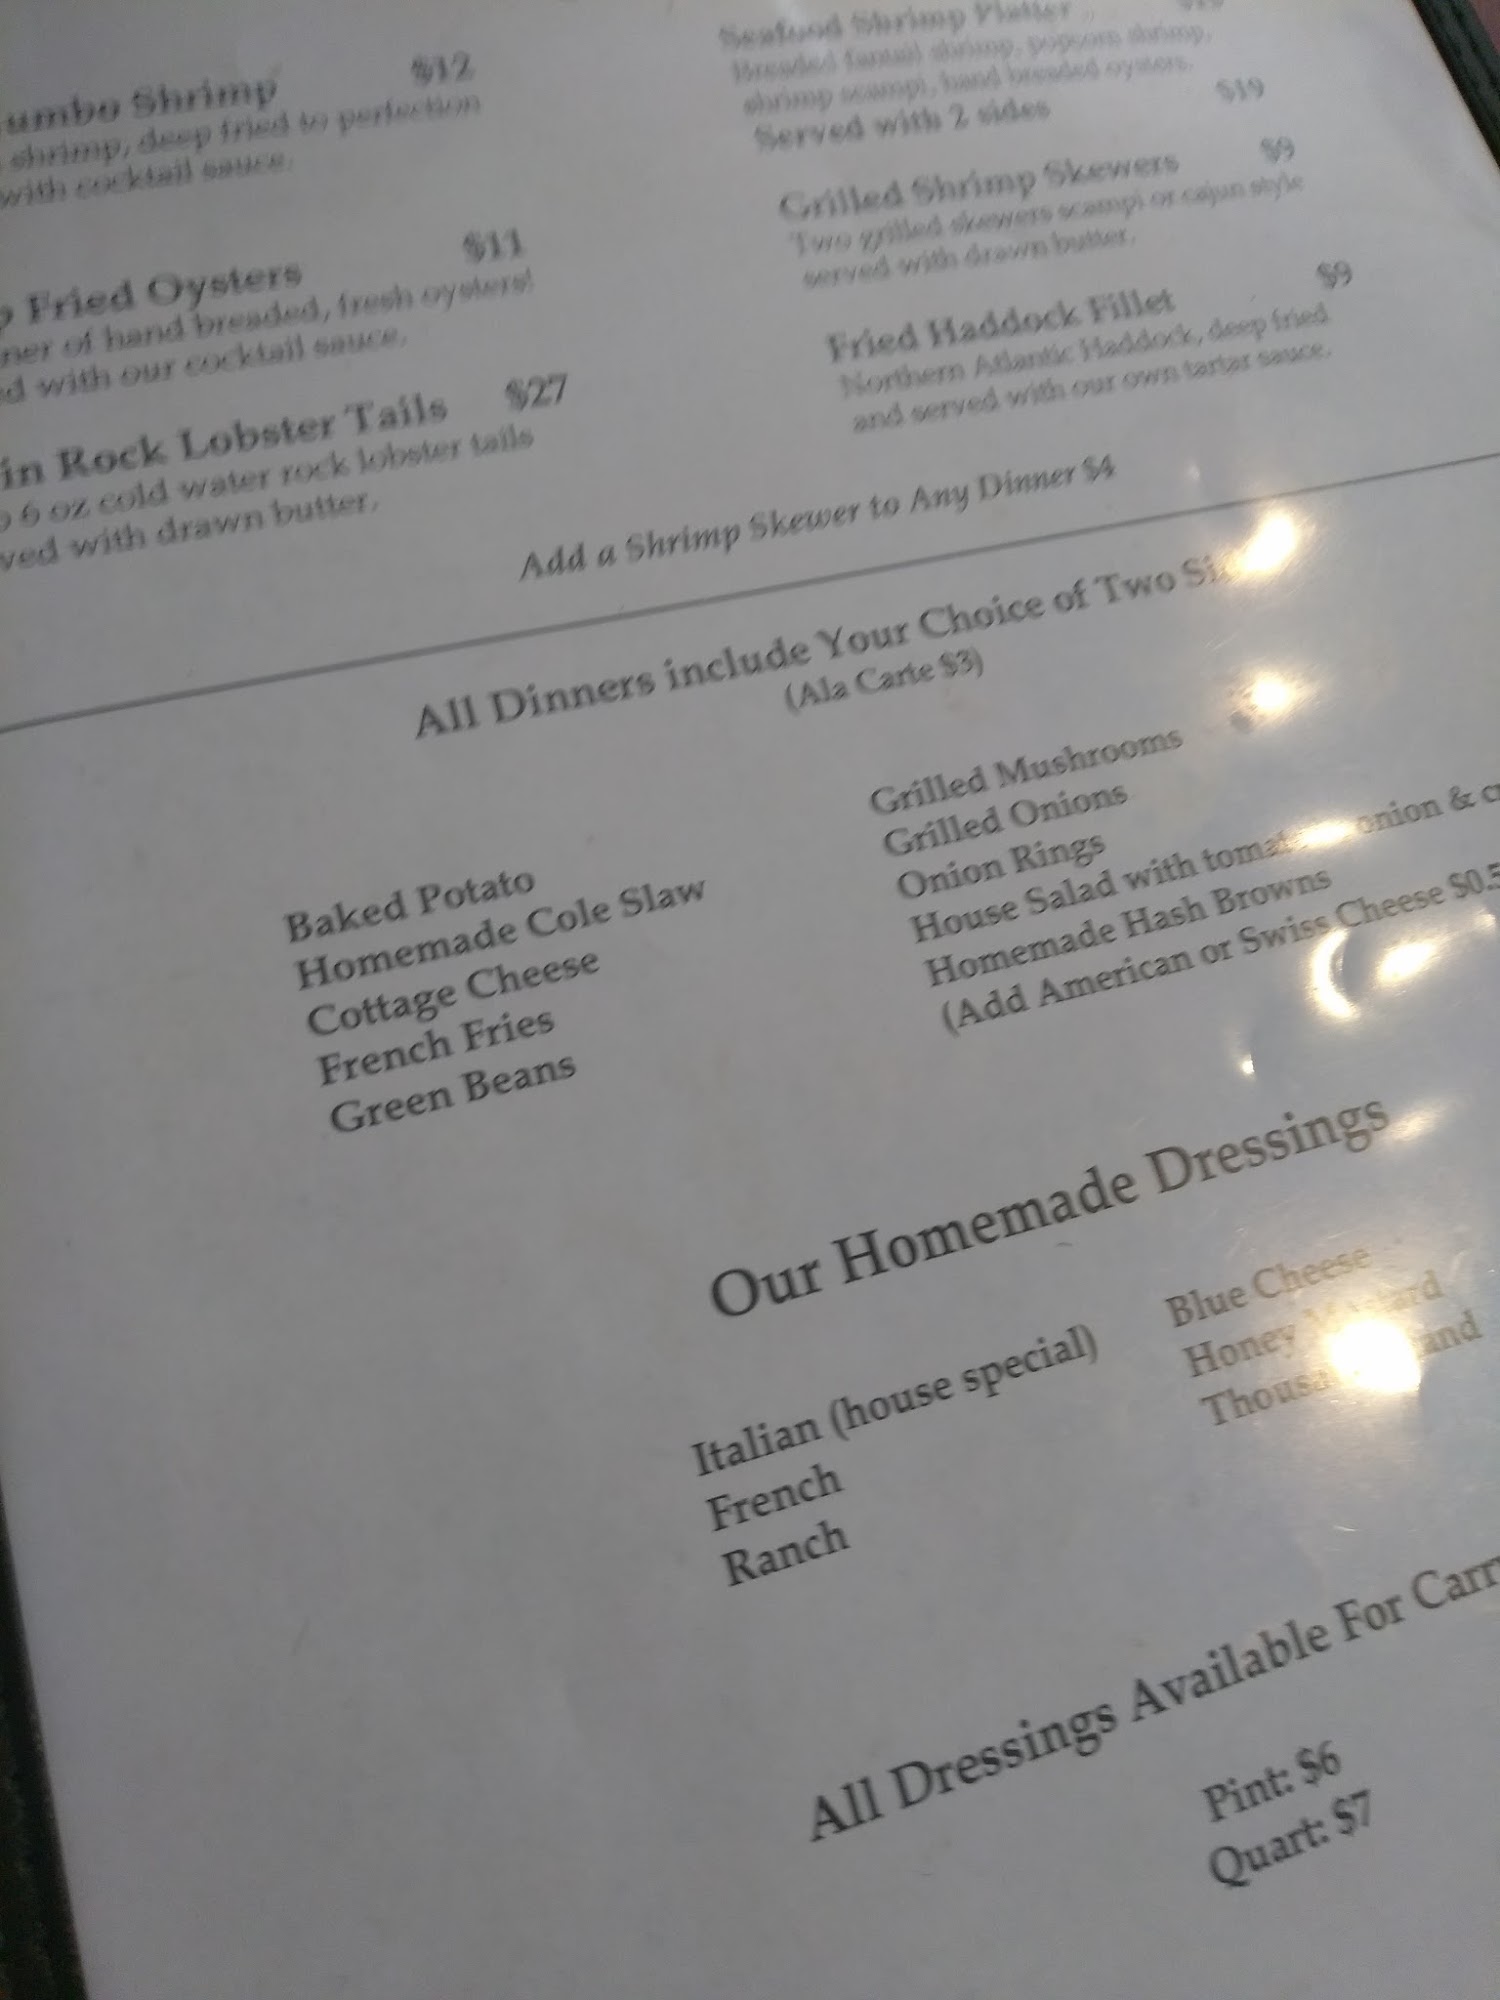 umbo Shrimp $12
shrimp, deep fried to perfection
with cocktail sauce.
Fried Oysters $11
ner of hand breaded, fresh oysters!
ed with our cocktail sauce.
in Rock Lobster Tails $27
6 oz cold water rock lobster tails
ved with drawn butter.
Seafood Shrimp Platter
Breaded fantail shrimp, popcorn shrimp,
shrimp scampi, hand breaded oysters.
Served with 2 sides $19
Grilled Shrimp Skewers $9
Two grilled skewers scampi or cajun style
served with drawn butter.
Fried Haddock Fillet $9
Northern Atlantic Haddock, deep fried
and served with our own tartar sauce.
Add a Shrimp Skewer to Any Dinner $4
All Dinners include Your Choice of Two
(Ala Carte $3)
Baked Potato
Homemade Cole Slaw
Cottage Cheese
French Fries
Green Beans
Grilled Mushrooms
Grilled Onions
Onion Rings
House Salad with onion &
Homemade Hash Browns
(Add American or Swiss Cheese $0.5
Our Homemade Dressings
Italian (house special)
French
Ranch
Blue Cheese
Honey
Thousa and
All Dressings Available For Carr
Pint: $6
Quart: $7